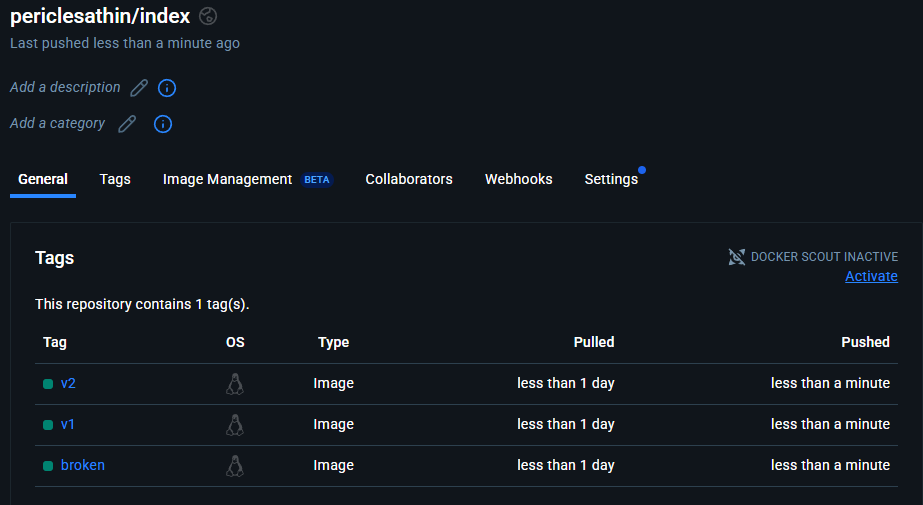 periclesathin/index
Last pushed less than a minute ago
Add a description
Add a category
General Tags Image Management BETA Collaborators Webhooks Settings
Tags
DOCKER SCOUT INACTIVE
Activate
This repository contains 1 tag(s).
Tag OS Type Pulled Pushed
v2 Image less than 1 day less than a minute
v1 Image less than 1 day less than a minute
broken Image less than 1 day less than a minute